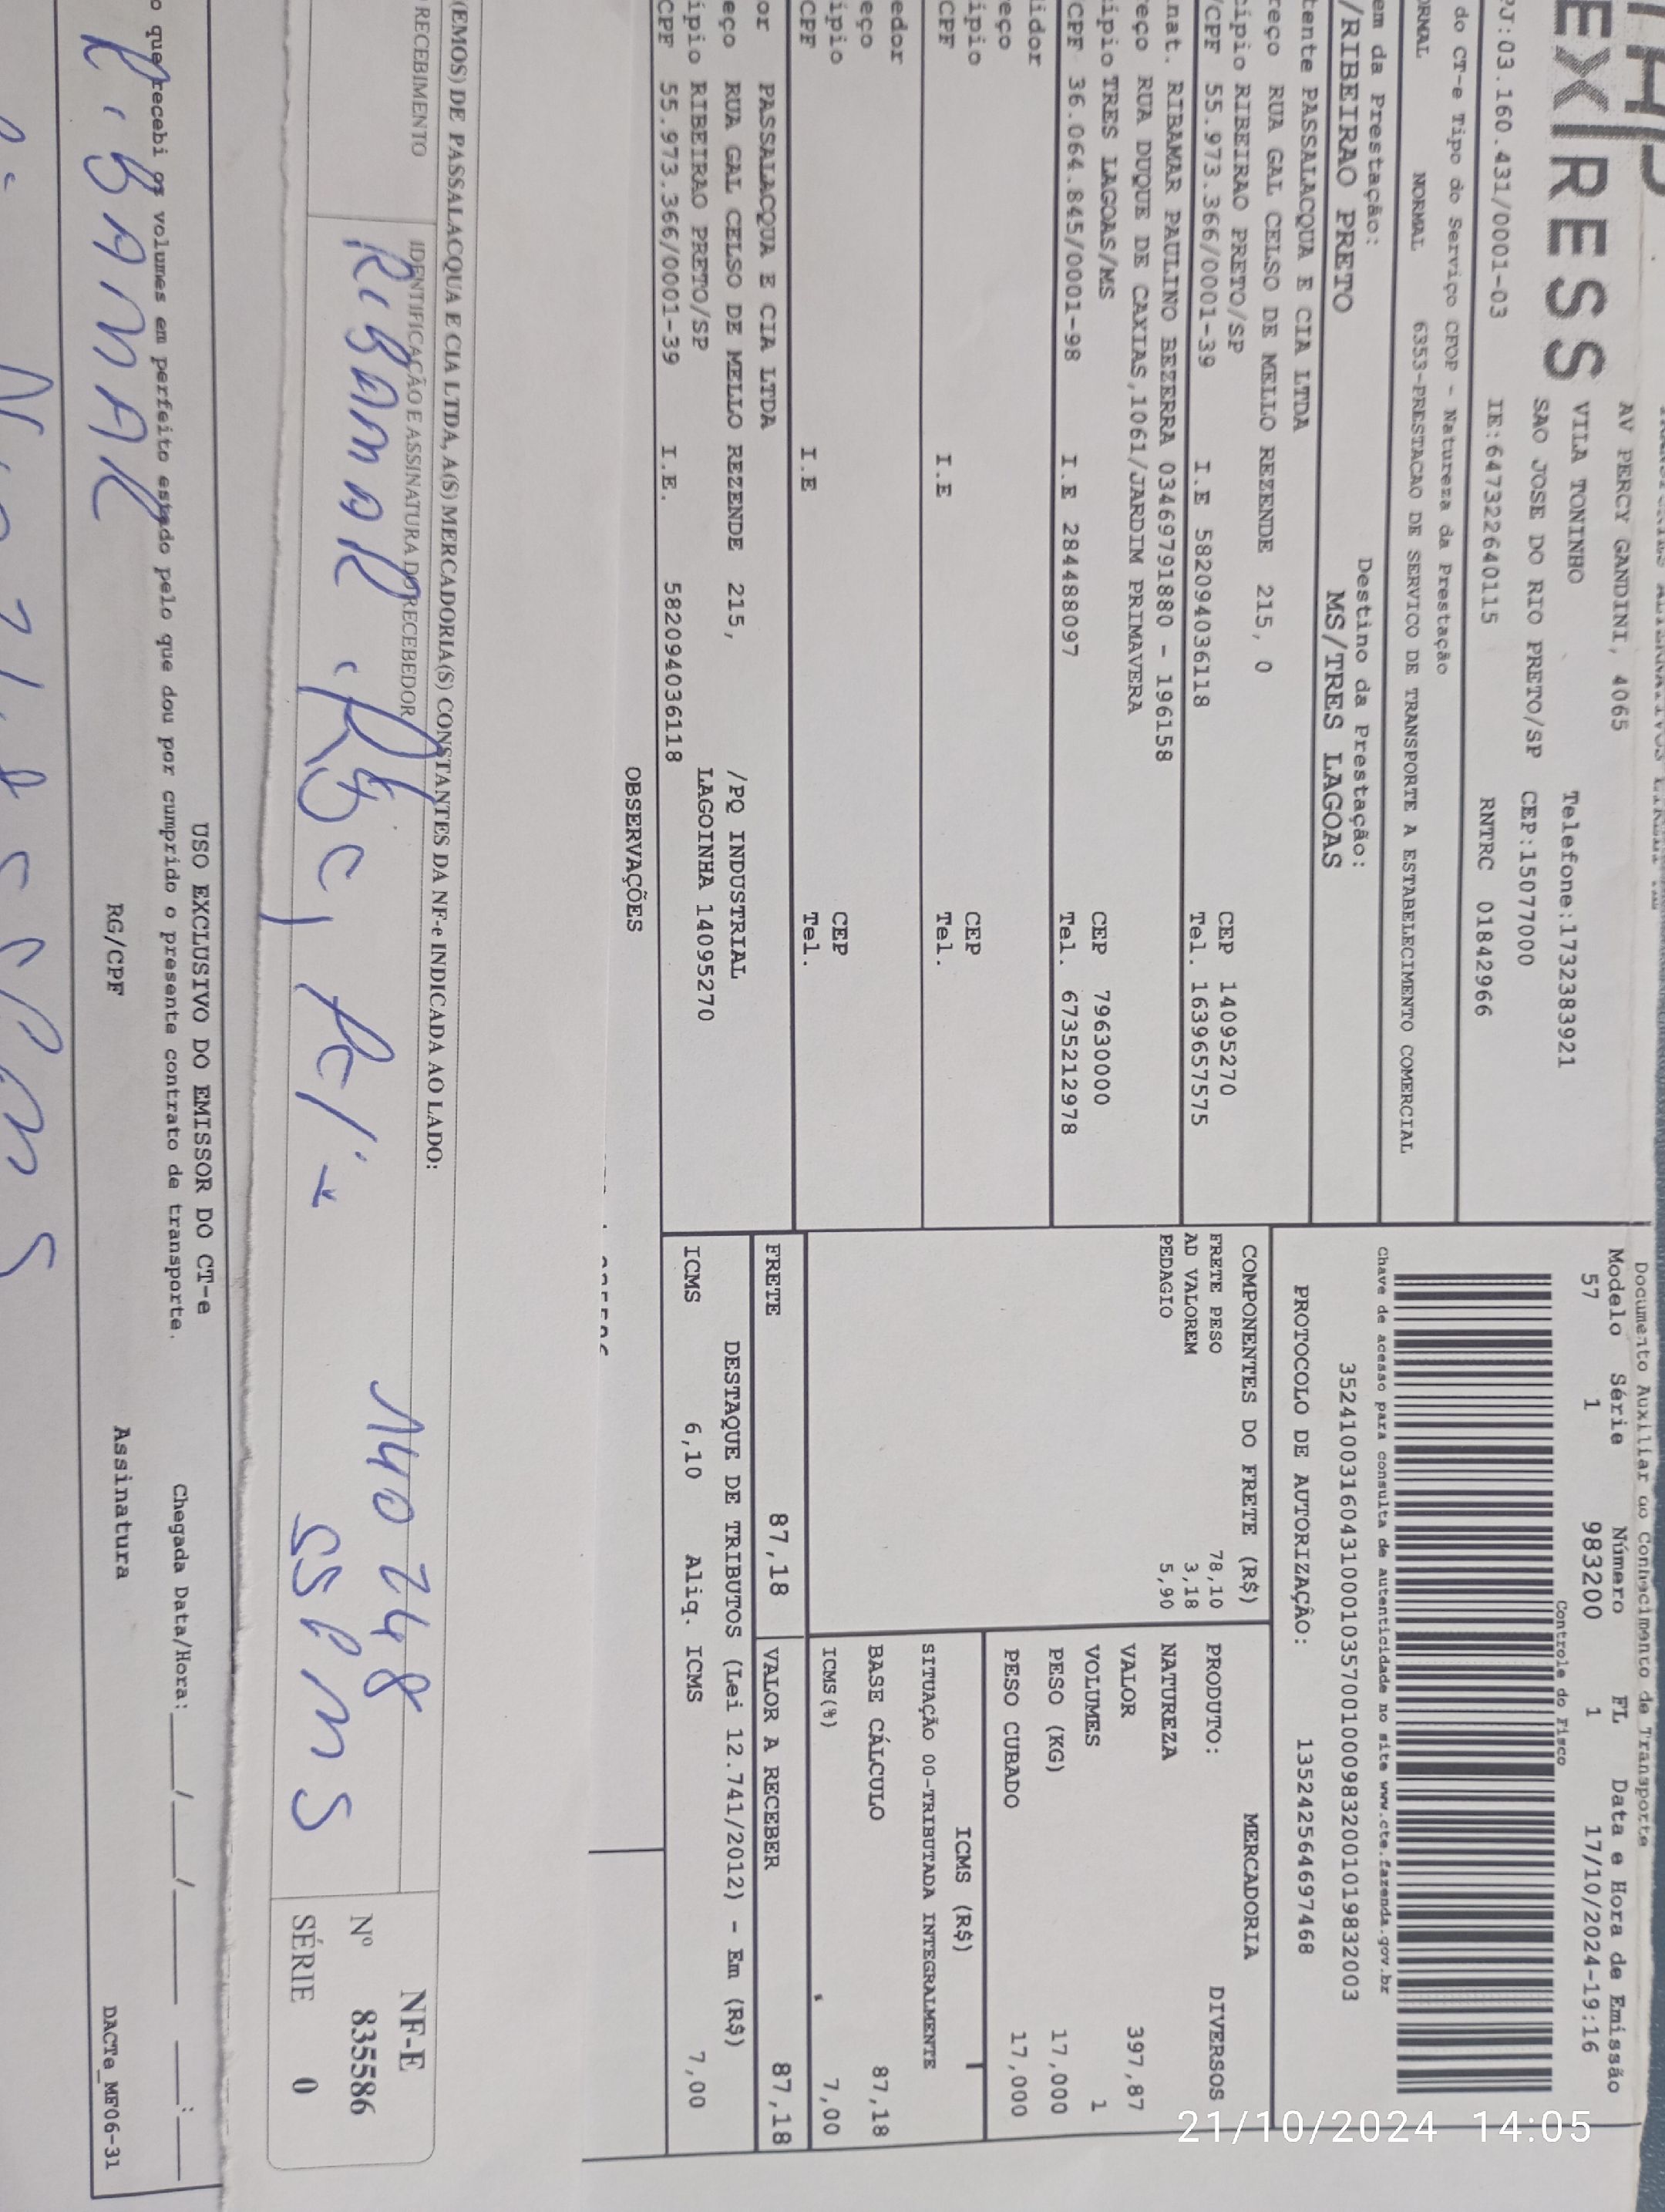 EXPRESS
AV PERCY GANDINI, 4065
VILA TONINHO Telefone:1732383921
SAO JOSE DO RIO PRETO/SP CEP:15077000
PJ:03.160.431/0001-03 IE:647322640115 RNTRC 01842966
do CT-e Tipo do Serviço CFOP - Natureza da Prestação
ORMAL NORMAL 6353-PRESTACAO DE SERVICO DE TRANSPORTE A ESTABELECIMENTO COMERCIAL
em da Prestação: Destino da Prestação:
/RIBEIRAO PRETO MS/TRES LAGOAS
tente PASSALACQUA E CIA LTDA
reço RUA GAL CELSO DE MELLO REZENDE 215, 0
cipio RIBEIRAO PRETO/SP CEP 14095270
/CPF 55.973.366/0001-39 I.E 582094036118 Tel. 1639657575
nat. RIBAMAR PAULINO BEZERRA 03469791880 - 196158
reço RUA DUQUE DE CAXIAS,1061/JARDIM PRIMAVERA
ipio TRES LAGOAS/MS CEP 79630000
CPF 36.064.845/0001-98 I.E 284488097 Tel. 6735212978
idor
eço
ipio CEP
CPF I.E Tel.
edor
eço
ipio CEP
CPF I.E Tel.
or PASSALACQUA E CIA LTDA
eço RUA GAL CELSO DE MELLO REZENDE 215, /PQ INDUSTRIAL
ipio RIBEIRAO PRETO/SP LAGOINHA 14095270
CPF 55.973.366/0001-39 I.E. 582094036118
OBSERVAÇÕES
Documento Auxiliar do Conhecimento de Transporte
Modelo Série Número FL Data e Hora de Emissão
57 1 983200 1 17/10/2024-19:16
Controle do Fisco
Chave de acesso para consulta de autenticidade no site www.cte.fazenda.gov.br
35241003160431000103570010009832001019832003
PROTOCOLO DE AUTORIZAÇÃO: 135242564697468
COMPONENTES DO FRETE (R$)
FRETE PESO 78,10
AD VALOREM 3,18
PEDAGIO 5,90
MERCADORIA
PRODUTO: DIVERSOS
NATUREZA
VALOR 397,87
VOLUMES 1
PESO (KG) 17,000
PESO CUBADO 17,000
ICMS (R$)
SITUAÇÃO 00-TRIBUTADA INTEGRALMENTE
BASE CÁLCULO 87,18
ICMS(%) 7,00
FRETE 87,18 VALOR A RECEBER 87,18
DESTAQUE DE TRIBUTOS (Lei 12.741/2012) - Em (R$)
ICMS 6,10 Aliq. ICMS 7,00
(EMOS) DE PASSALACQUA E CIA LTDA, A(S) MERCADORIA(S) CONSTANTES DA NF-e INDICADA AO LADO:
RECEBIMENTO IDENTIFICAÇÃO E ASSINATURA DO RECEBEDOR
RiBamaR
140 248
SSP MS
NF-E
Nº 835586
SÉRIE 0
USO EXCLUSIVO DO EMISSOR DO CT-e
o que recebi os volumes em perfeito estado pelo que dou por cumprido o presente contrato de transporte. Chegada Data/Hora: / / :
RiBAMAR
RG/CPF Assinatura DACTe_MF06-31
21/10/2024 14:05